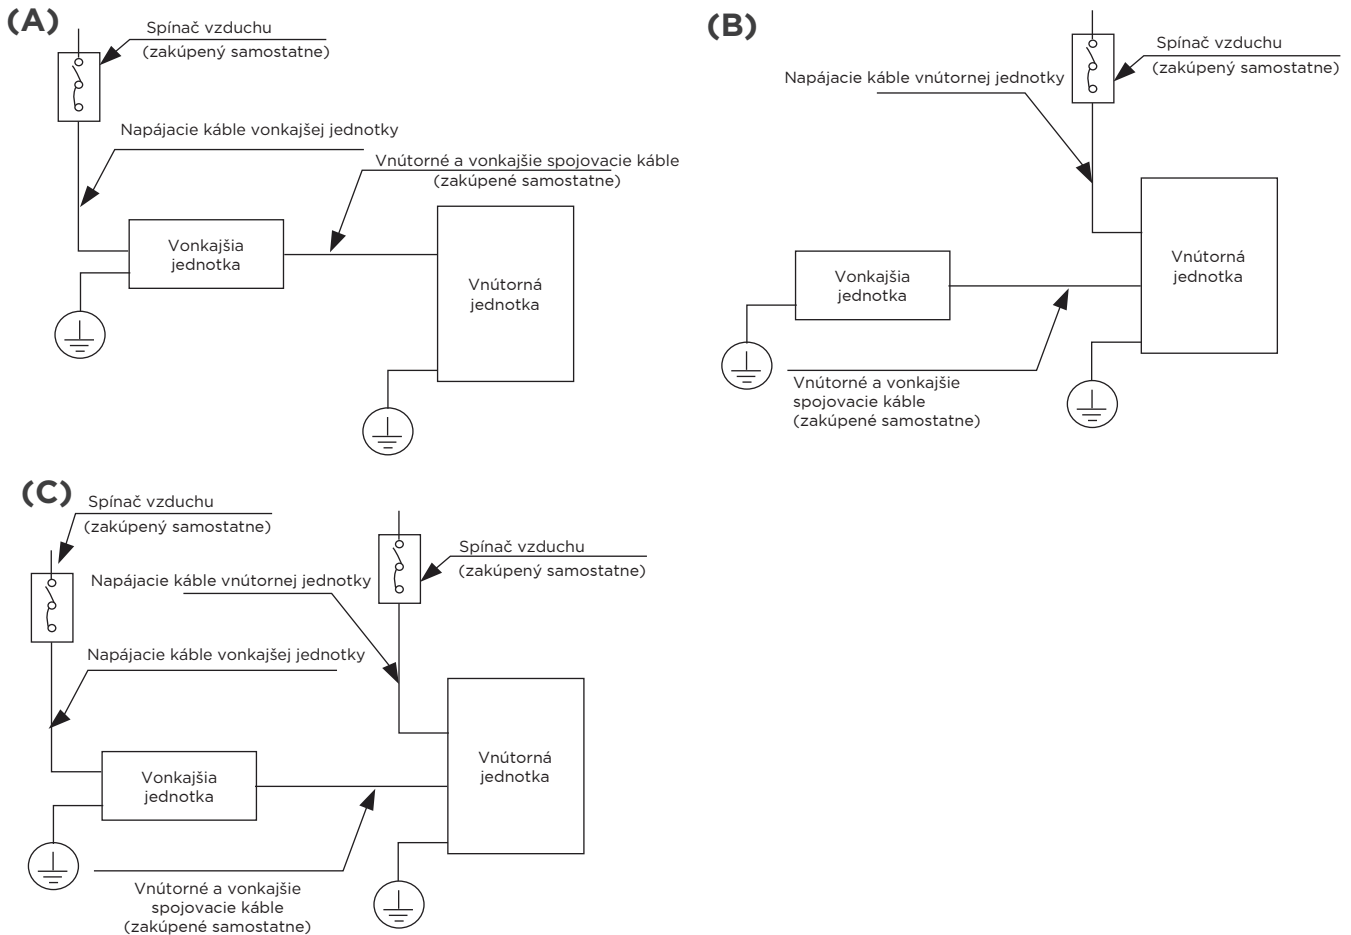 (A)
Spínač vzduchu
(zakúpený samostatne)
Napájacie káble vonkajšej jednotky
Vnútorné a vonkajšie spojovacie káble
(zakúpené samostatne)
Vonkajšia
jednotka
Vnútorná
jednotka
(B)
Spínač vzduchu
(zakúpený samostatne)
Napájacie káble vnútornej jednotky
Vnútorná
jednotka
Vonkajšia
jednotka
Vnútorné a vonkajšie
spojovacie káble
(zakúpené samostatne)
(C)
Spínač vzduchu
(zakúpený samostatne)
Spínač vzduchu
(zakúpený samostatne)
Napájacie káble vnútornej jednotky
Napájacie káble vonkajšej jednotky
Vonkajšia
jednotka
Vnútorná
jednotka
Vnútorné a vonkajšie
spojovacie káble
(zakúpené samostatne)